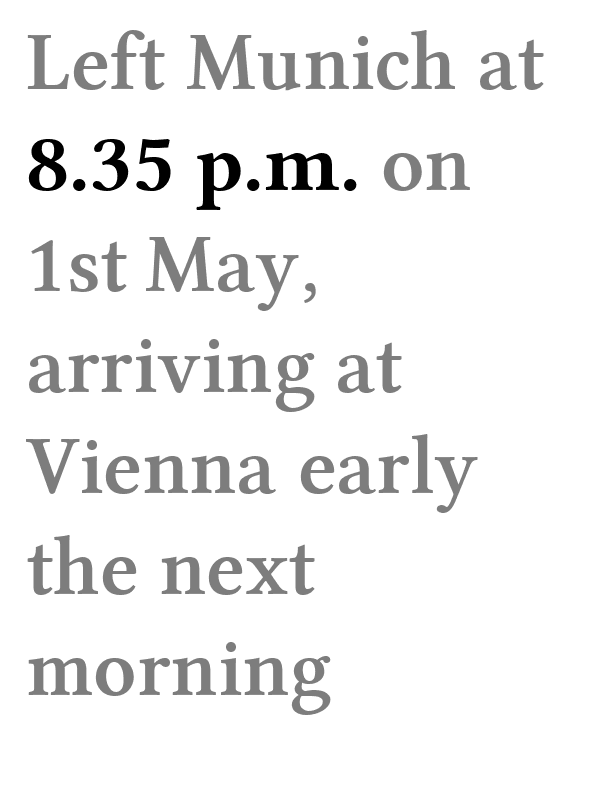 Left Munich at
8.35 p.m. on
1st May,
arriving at
Vienna early
the next
morning